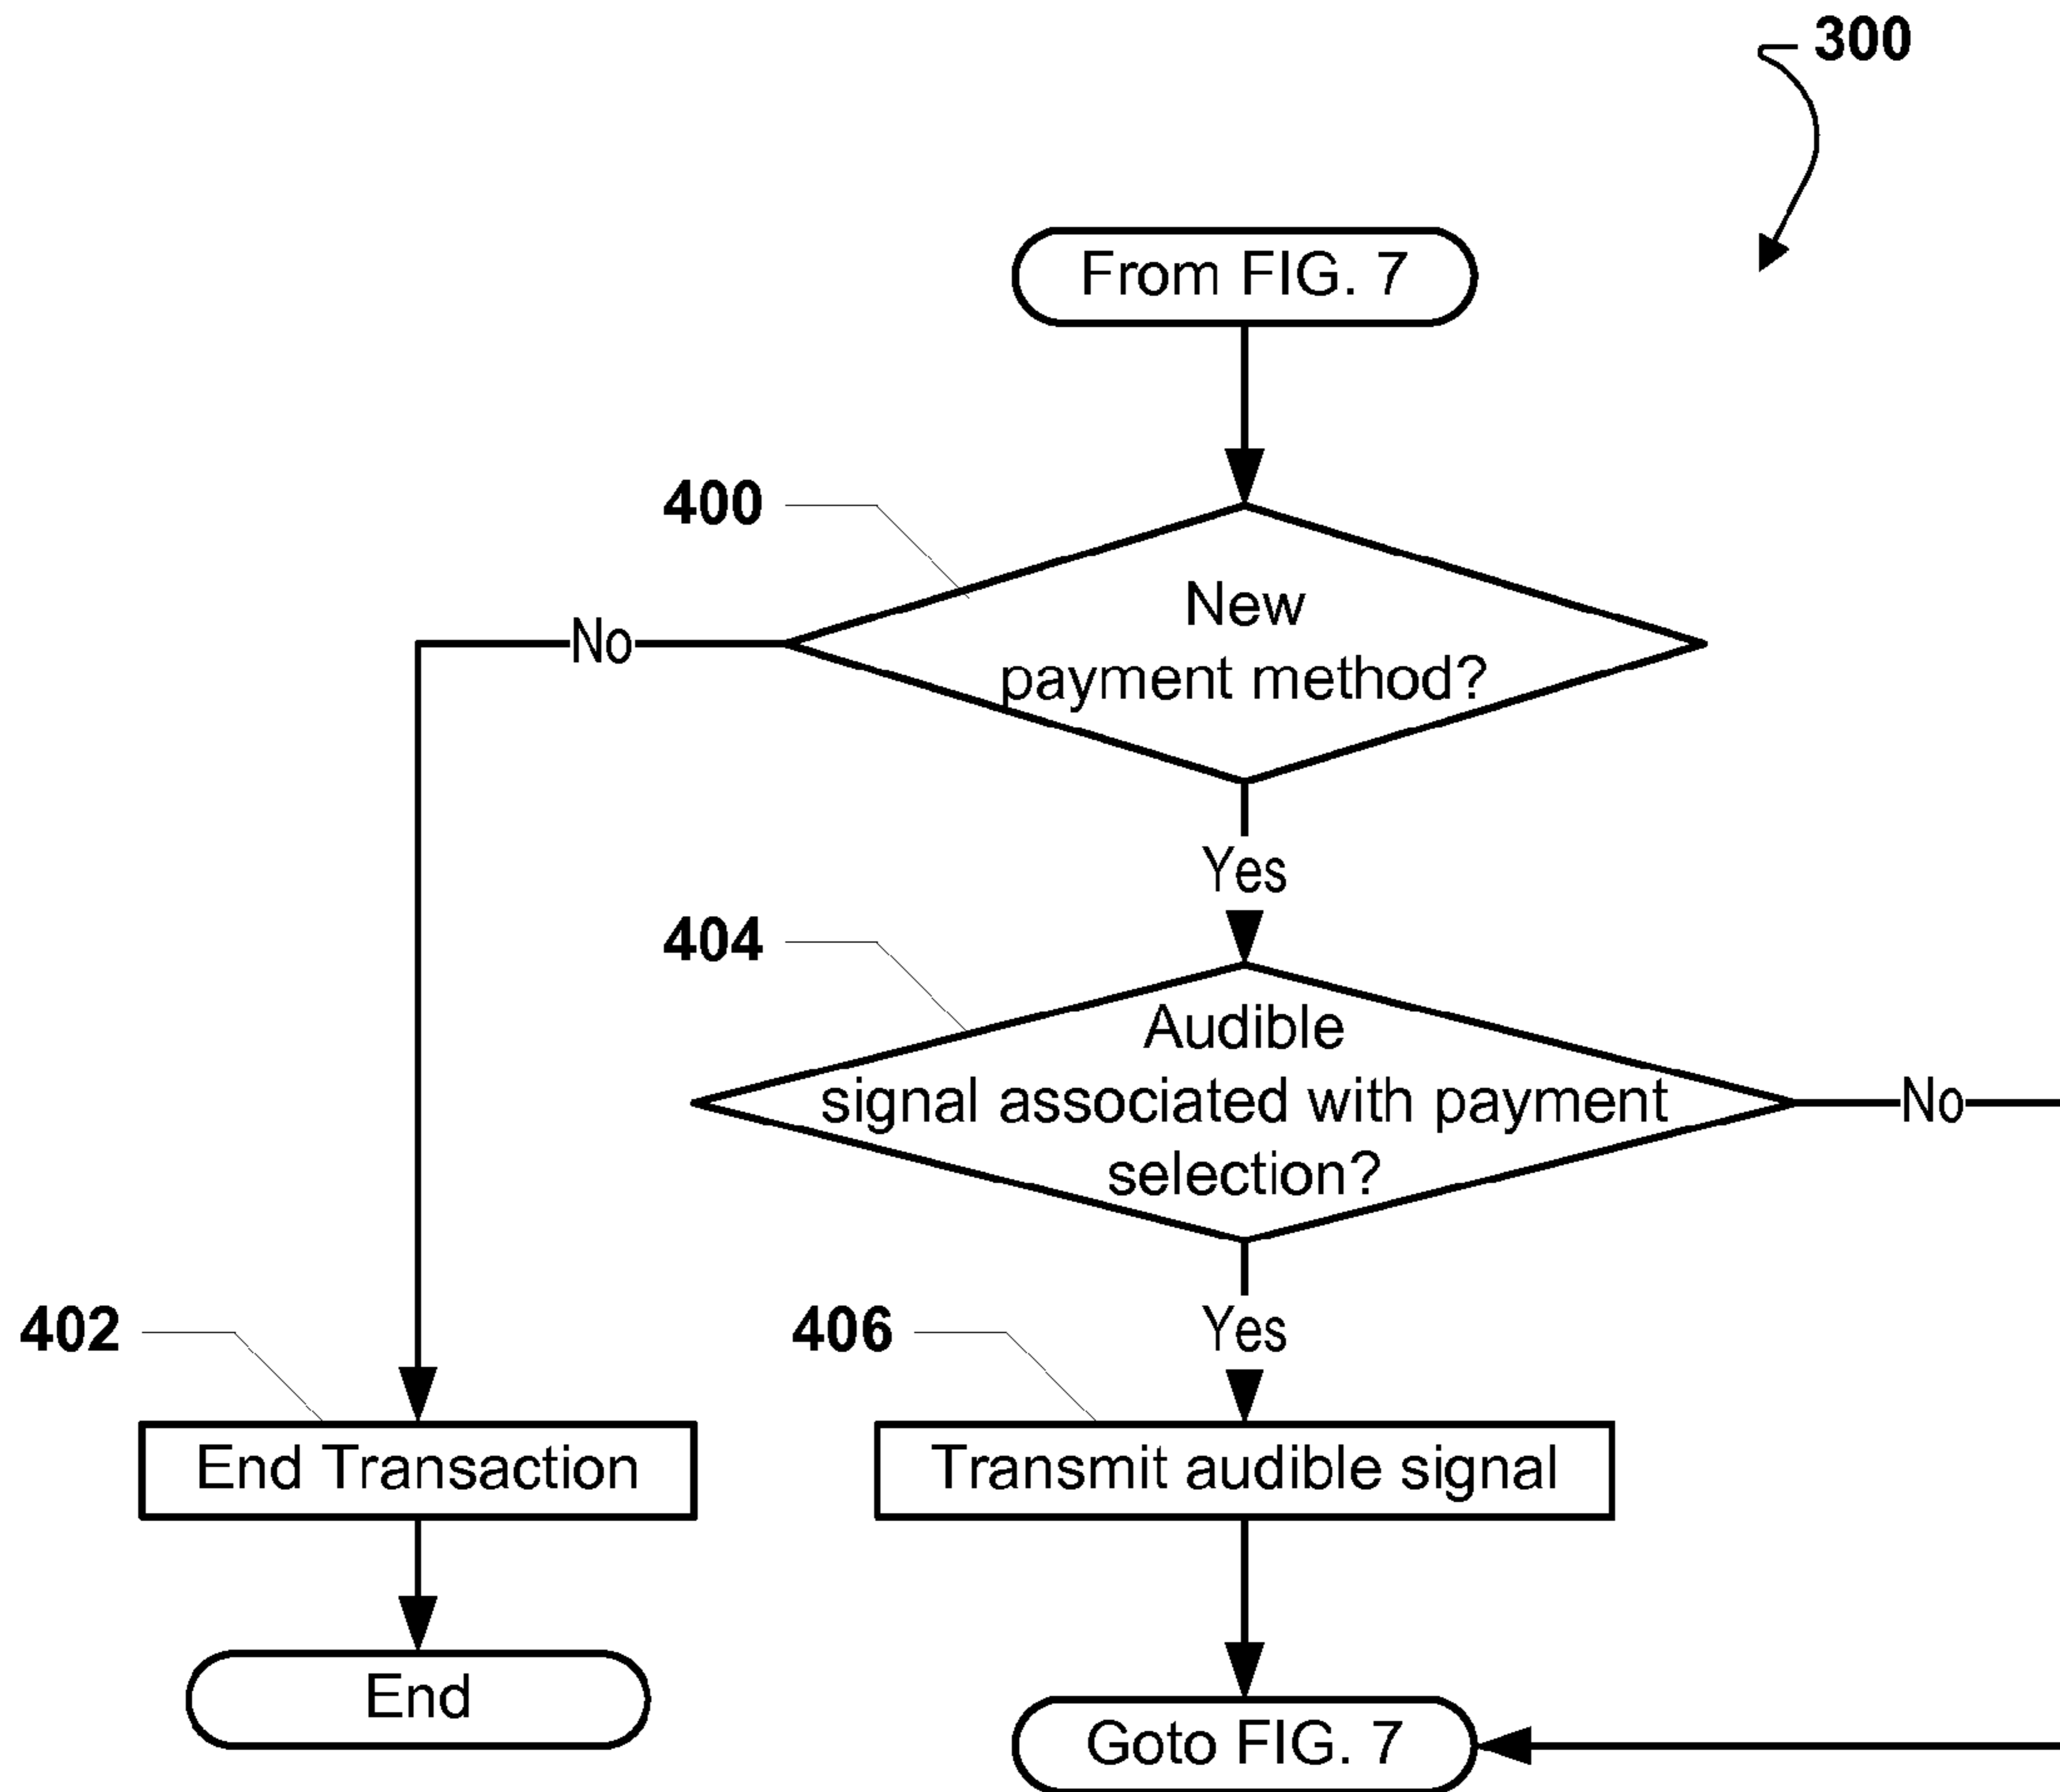 300
From FIG. 7
400
New
payment method?
No
Yes
404
Audible
signal associated with payment
selection?
No
402
406
Yes
End Transaction
Transmit audible signal
End
Goto FIG. 7